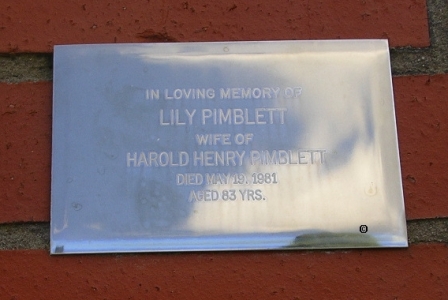 IN LOVING MEMORY OF
LILY PIMBLETT
WIFE OF
HAROLD HENRY PIMBLETT
DIED MAY 19, 1981
AGED 83 YRS.
@